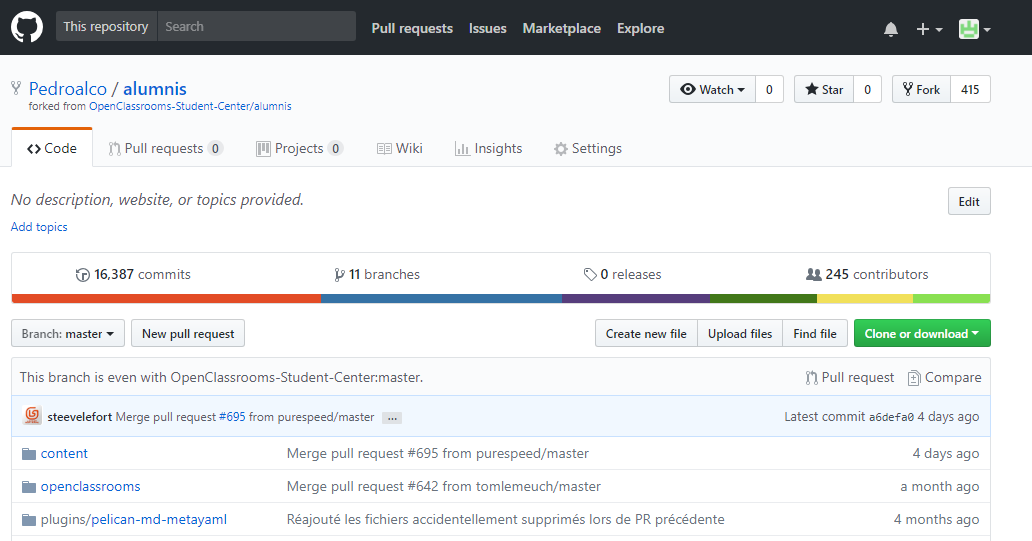 This repository Search Pull requests Issues Marketplace Explore
Pedroalco / alumnis Watch 0 Star 0 Fork 415
forked from OpenClassrooms-Student-Center/alumnis
Code Pull requests 0 Projects 0 Wiki Insights Settings
No description, website, or topics provided. Edit
Add topics
16,387 commits 11 branches 0 releases 245 contributors
Branch: master New pull request Create new file Upload files Find file Clone or download
This branch is even with OpenClassrooms-Student-Center:master. Pull request Compare
steevelefort Merge pull request #695 from purespeed/master ... Latest commit a6defa0 4 days ago
content Merge pull request #695 from purespeed/master 4 days ago
openclassrooms Merge pull request #642 from tomlemeuch/master a month ago
plugins/pelican-md-metayaml Réajouté les fichiers accidentellement supprimés lors de PR précédente 4 months ago